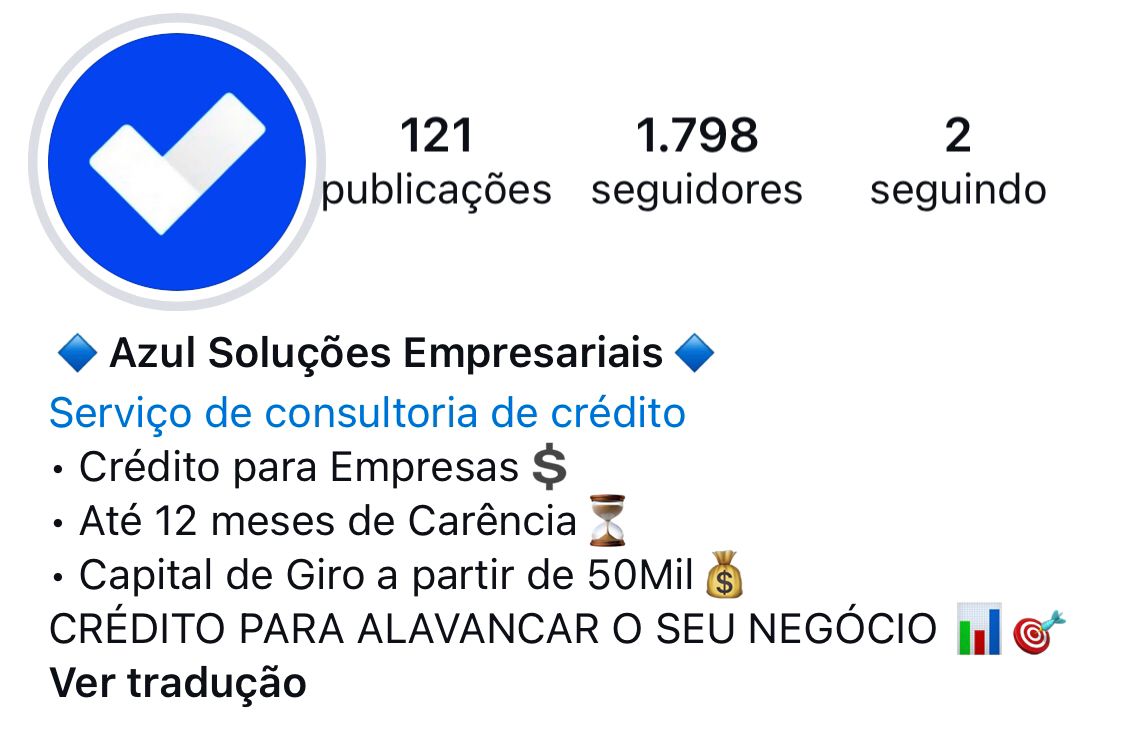 121
publicações
1.798
seguidores
2
seguindo
🔷 Azul Soluções Empresariais 🔷
Serviço de consultoria de crédito
• Crédito para Empresas 💲
• Até 12 meses de Carência ⏳
• Capital de Giro a partir de 50Mil 💰
CRÉDITO PARA ALAVANCAR O SEU NEGÓCIO 📊 🎯
Ver tradução